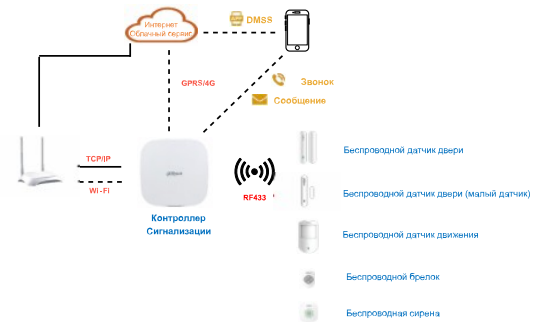 Интернет
Облачный сервис
DMSS
GPRS/4G
Звонок
Сообщение
TCP/IP
Wi-Fi
RF433
Контроллер
Сигнализации
Беспроводной датчик двери
Беспроводной датчик двери (малый датчик)
Беспроводной датчик движения
Беспроводной брелок
Беспроводная сирена